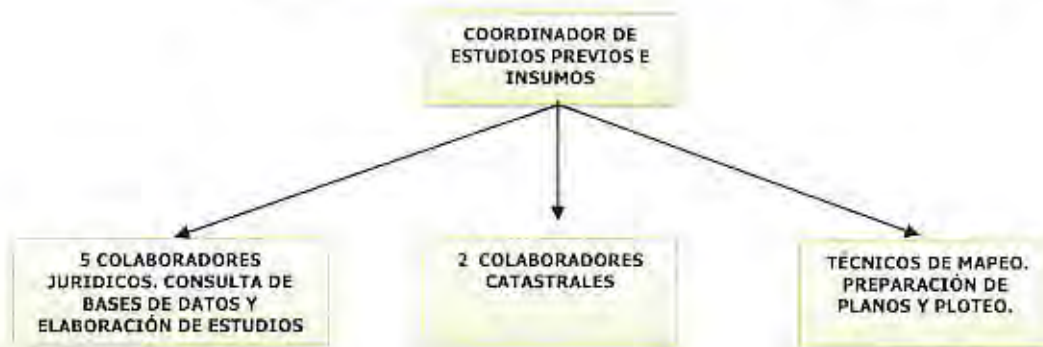 COORDINADOR DE
ESTUDIOS PREVIOS E
INSUMOS
5 COLABORADORES
JURIDICOS. CONSULTA DE
BASES DE DATOS Y
ELABORACIÓN DE ESTUDIOS
2 COLABORADORES
CATASTRALES
TÉCNICOS DE MAPEO.
PREPARACIÓN DE
PLANOS Y PLOTEO.